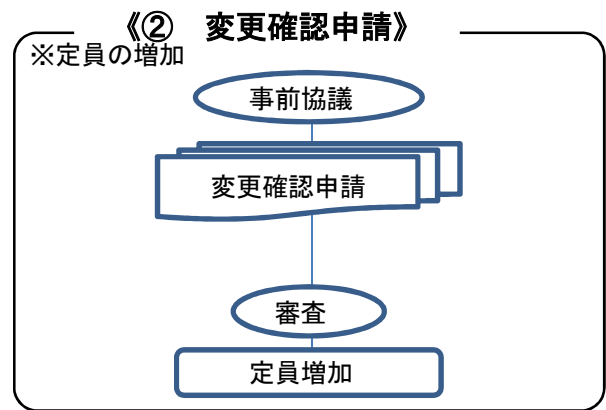 《②　変更確認申請》
※定員の増加
事前協議
変更確認申請
審査
定員増加